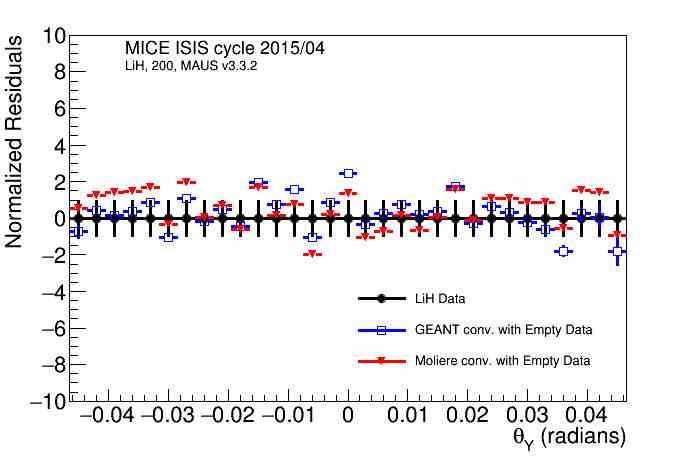 MICE ISIS cycle 2015/04
LiH, 200, MAUS v3.3.2
Normalized Residuals
10
8
6
4
2
0
−2
−4
−6
−8
−10
LiH Data
GEANT conv. with Empty Data
Moliere conv. with Empty Data
−0.04 −0.03 −0.02 −0.01 0 0.01 0.02 0.03 0.04
θY (radians)